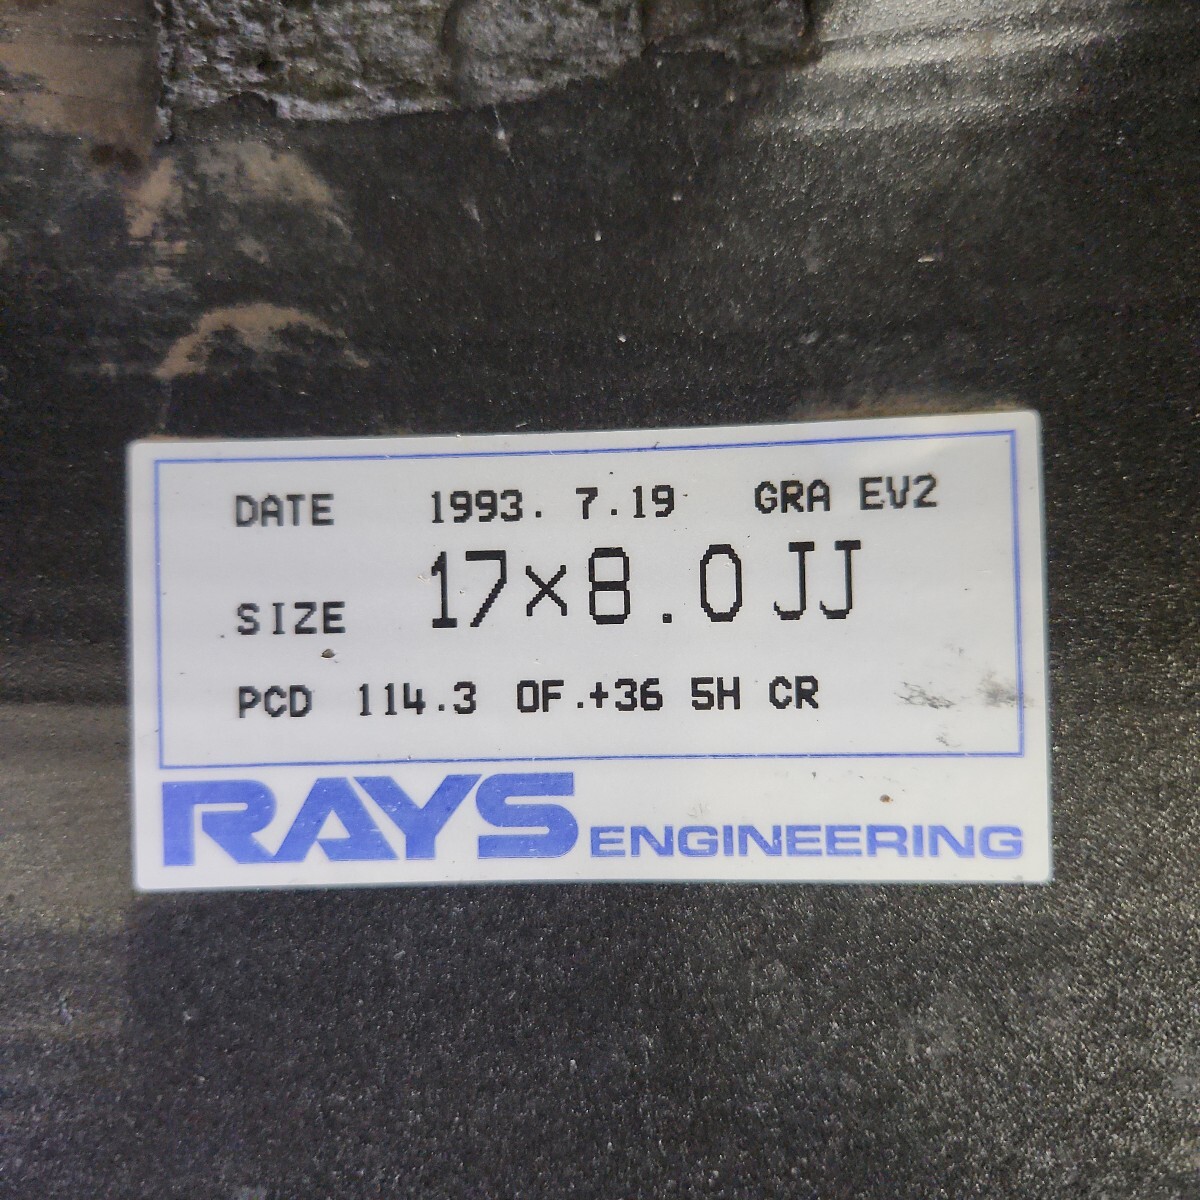 DATE 1993. 7.19 GRA EV2
SIZE 17×8.0JJ
PCD 114.3 OF.+36 5H CR
RAYS ENGINEERING